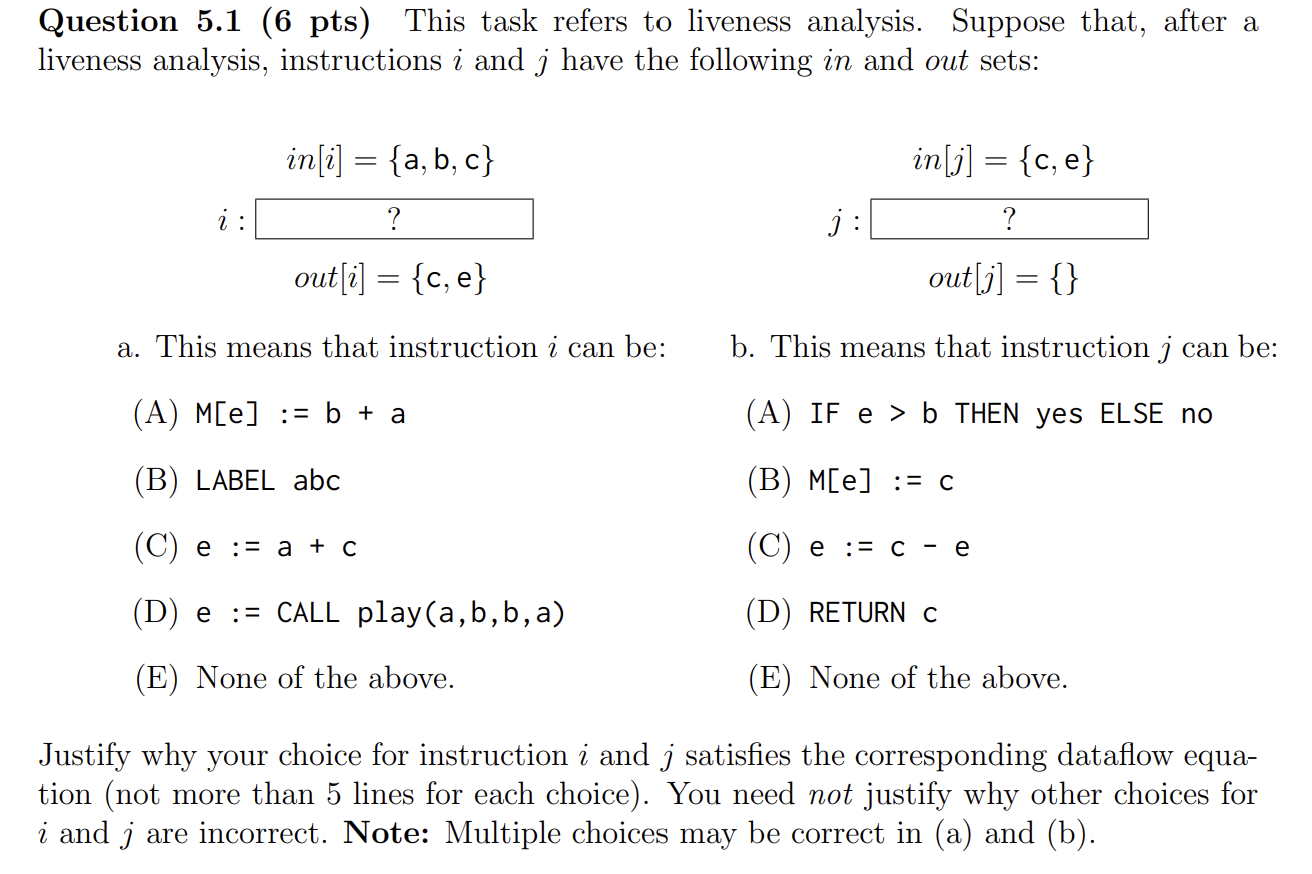 Question 5.1 (6 pts) This task refers to liveness analysis. Suppose that, after a
liveness analysis, instructions i and j have the following in and out sets:
in[i] = {a, b, c}
i : ?
out[i] = {c, e}
in[j] = {c, e}
j : ?
out[j] = {}
a. This means that instruction i can be:
(A) M[e] := b + a
(B) LABEL abc
(C) e := a + c
(D) e := CALL play(a,b,b,a)
(E) None of the above.
b. This means that instruction j can be:
(A) IF e > b THEN yes ELSE no
(B) M[e] := c
(C) e := c - e
(D) RETURN c
(E) None of the above.
Justify why your choice for instruction i and j satisfies the corresponding dataflow equa-
tion (not more than 5 lines for each choice). You need not justify why other choices for
i and j are incorrect. Note: Multiple choices may be correct in (a) and (b).